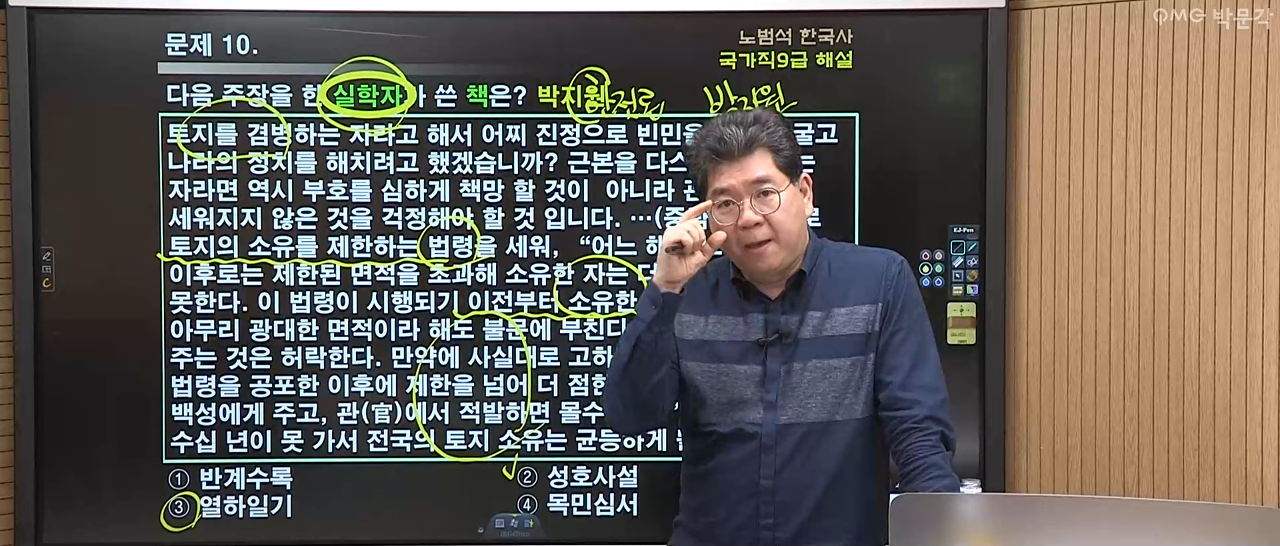 OMG 박문각
문제 10.
노범석 한국사
국가직9급 해설
다음 주장을 한 실학자가 쓴 책은? 박지원
토지를 겸병하는 자라고 해서 어찌 진정으로 빈민을 굴고
나라의 정치를 해치려고 했겠습니까? 근본을 다스 는
자라면 역시 부호를 심하게 책망 할 것이 아니라
세워지지 않은 것을 걱정해야 할 것 입니다. …(중 로
토지의 소유를 제한하는 법령을 세워, “어느 해
이후로는 제한된 면적을 초과해 소유한 자는 더
못한다. 이 법령이 시행되기 이전부터 소유한
아무리 광대한 면적이라 해도 불문에 부친다
주는 것은 허락한다. 만약에 사실대로 고하
법령을 공포한 이후에 제한을 넘어 더 점한
백성에게 주고, 관(官)에서 적발하면 몰수
수십 년이 못 가서 전국의 토지 소유는 균등하게
① 반계수록 ② 성호사설
③ 열하일기 ④ 목민심서
EJ-Pen